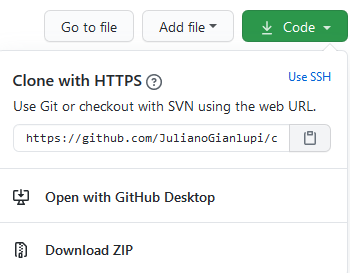 Go to file Add file Code
Clone with HTTPS ? Use SSH
Use Git or checkout with SVN using the web URL.
https://github.com/JulianoGianlupi/c
Open with GitHub Desktop
Download ZIP